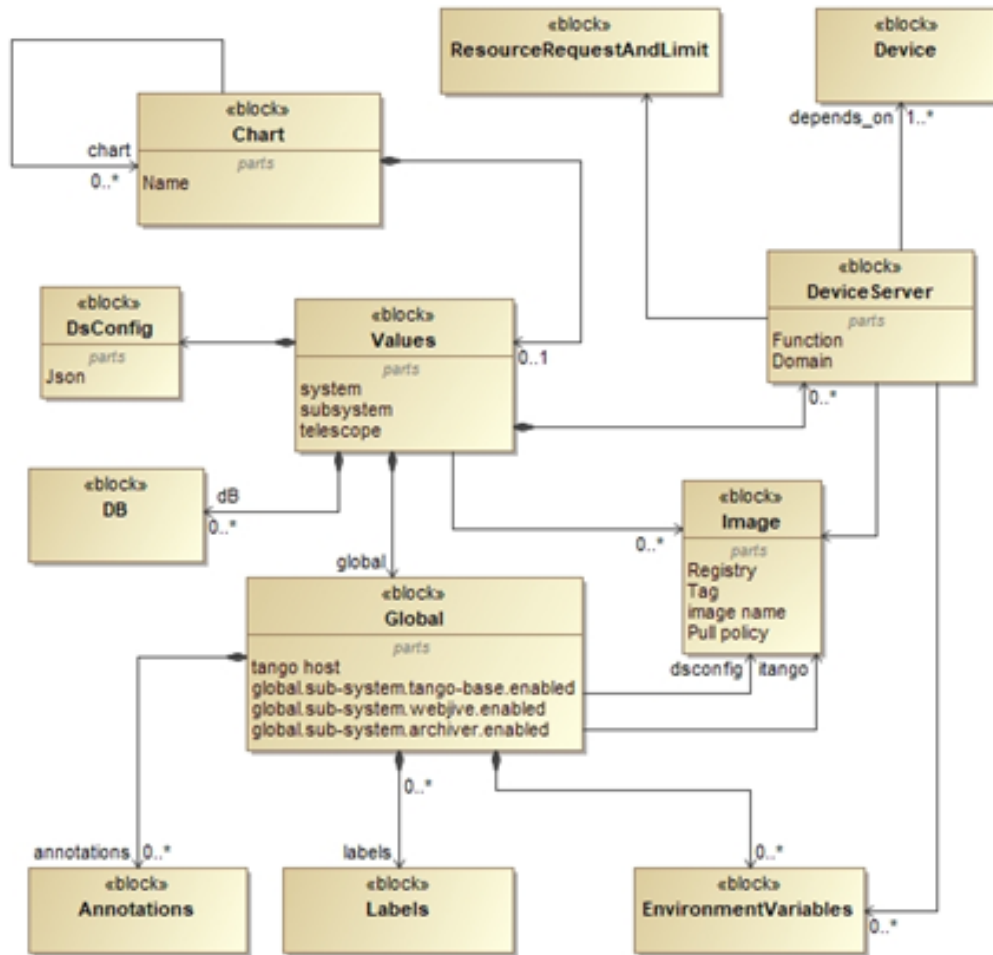 «block»
ResourceRequestAndLimit
«block»
Device
depends_on 1..*
«block»
Chart
parts
Name
chart
0..*
«block»
DeviceServer
parts
Function
Domain
0..*
«block»
DsConfig
parts
Json
«block»
Values
parts
system
subsystem
telescope
0..1
«block»
DB
dB
0..*
global
«block»
Image
parts
Registry
Tag
image name
Pull policy
0..*
dsconfig
itango
«block»
Global
parts
tango host
global.sub-system.tango-base.enabled
global.sub-system.webjive.enabled
global.sub-system.archiver.enabled
0..*
annotations 0..*
labels
0..*
«block»
Annotations
«block»
Labels
«block»
EnvironmentVariables
0..*